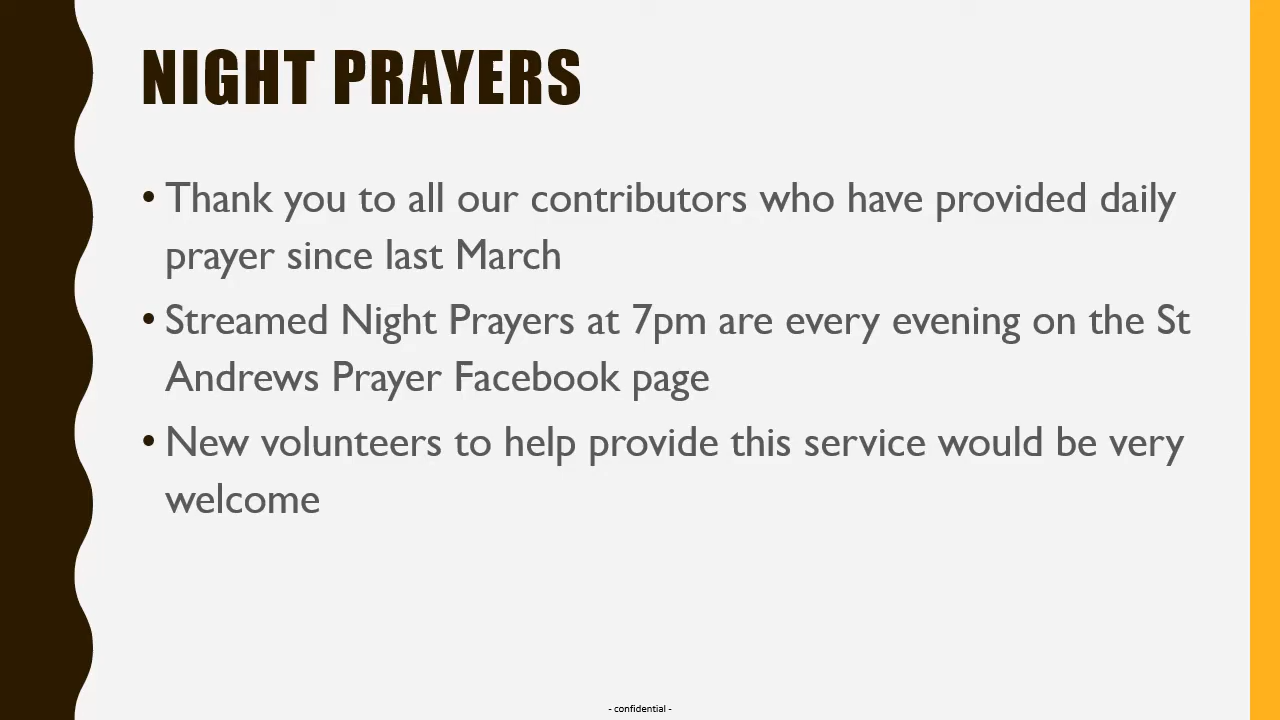 NIGHT PRAYERS
• Thank you to all our contributors who have provided daily
prayer since last March
• Streamed Night Prayers at 7pm are every evening on the St
Andrews Prayer Facebook page
• New volunteers to help provide this service would be very
welcome
- confidential -